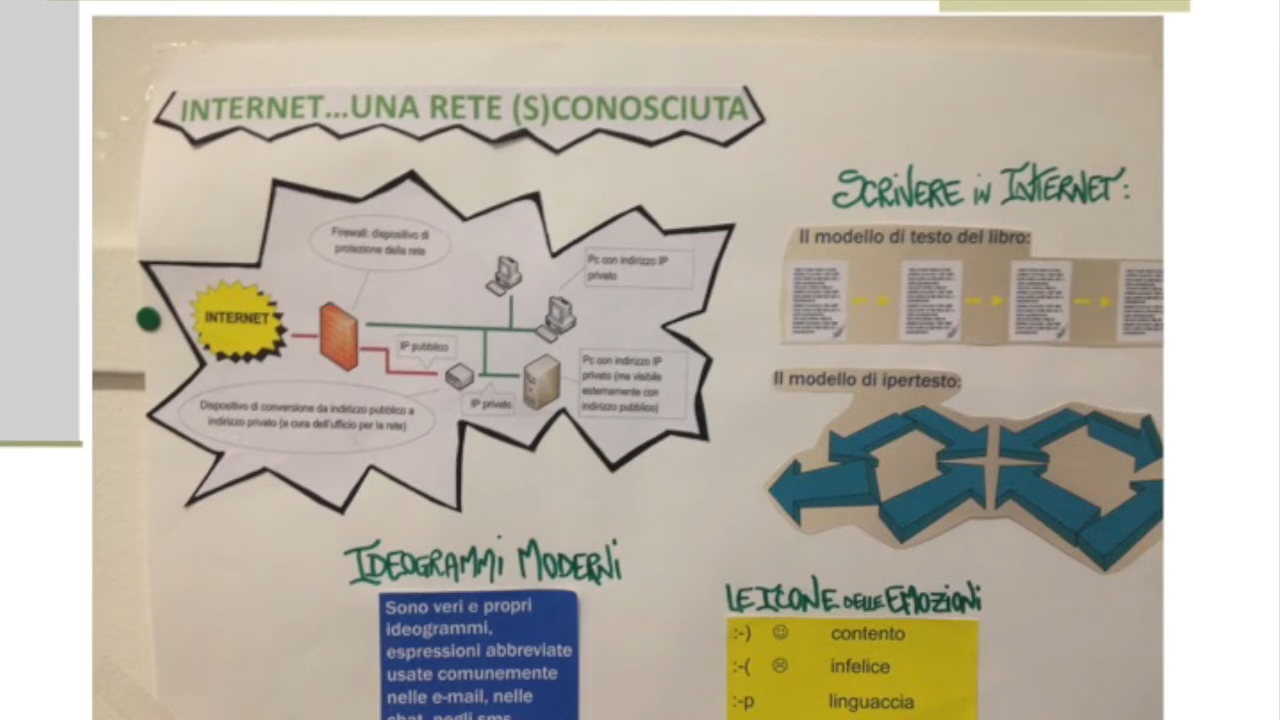 INTERNET...UNA RETE (S)CONOSCIUTA
Firewall: dispositivo di
protezione della rete
Pc con indirizzo IP
privato
INTERNET
IP pubblico
Pc con indirizzo IP
privato (ma visibile
esternamente con
indirizzo pubblico)
IP privato
Dispositivo di conversione da indirizzo pubblico a
indirizzo privato (a cura dell'ufficio per la rete)
SCRIVERE IN INTERNET:
Il modello di testo del libro:
Il modello di ipertesto:
IDEOGRAMMI MODERNI
Sono veri e propri
ideogrammi,
espressioni abbreviate
usate comunemente
nelle e-mail, nelle
chat, negli sms
LE ICONE DELLE EMOZIONI
:-) ☺ contento
:-( ☹ infelice
:-p linguaccia